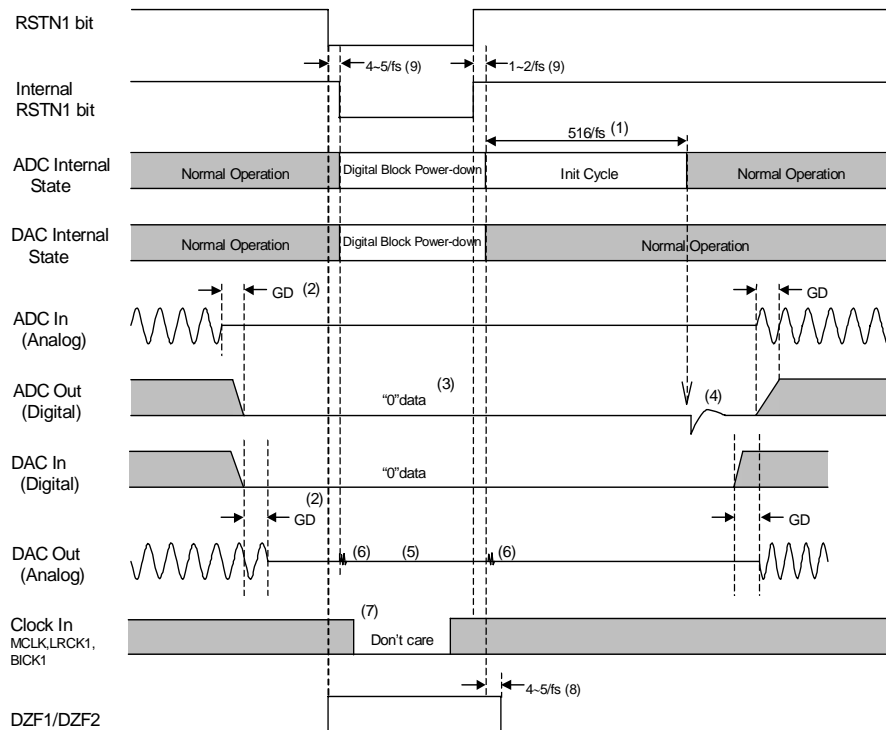 RSTN1 bit
4~5/fs (9)
1~2/fs (9)
Internal
RSTN1 bit
516/fs (1)
ADC Internal
State
Normal Operation
Digital Block Power-down
Init Cycle
Normal Operation
DAC Internal
State
Normal Operation
Digital Block Power-down
Normal Operation
GD (2)
GD
ADC In
(Analog)
ADC Out
(Digital)
"0"data
(3)
(4)
DAC In
(Digital)
"0"data
(2)
GD
GD
DAC Out
(Analog)
(6)
(5)
(6)
Clock In
MCLK,LRCK1,
BICK1
(7)
Don't care
4~5/fs (8)
DZF1/DZF2